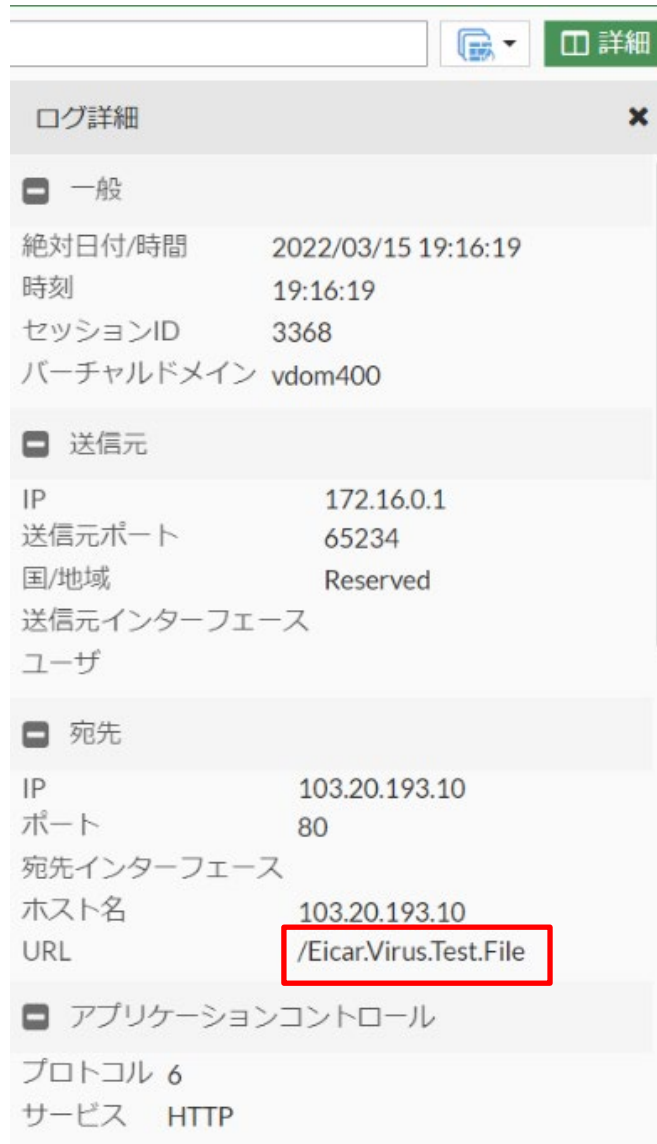 詳細
ログ詳細
一般
絶対日付/時間 2022/03/15 19:16:19
時刻 19:16:19
セッションID 3368
バーチャルドメイン vdom400
送信元
IP 172.16.0.1
送信元ポート 65234
国/地域 Reserved
送信元インターフェース
ユーザ
宛先
IP 103.20.193.10
ポート 80
宛先インターフェース
ホスト名 103.20.193.10
URL /Eicar.Virus.Test.File
アプリケーションコントロール
プロトコル 6
サービス HTTP